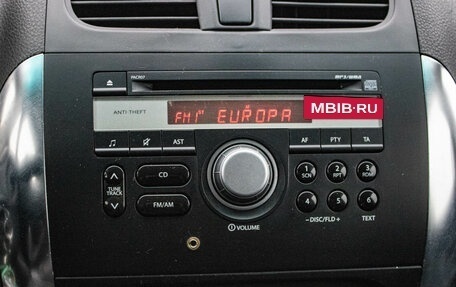 PACR07
MP3/WMA
ANTI-THEFT
FM1 EUROPA
MBIB.RU
AST
AF
PTY
TA
TUNE
TRACK
CD
FM/AM
1
SCN
2
RPT
3
RDM
4
5
6
-DISC/FLD+
TEXT
VOLUME